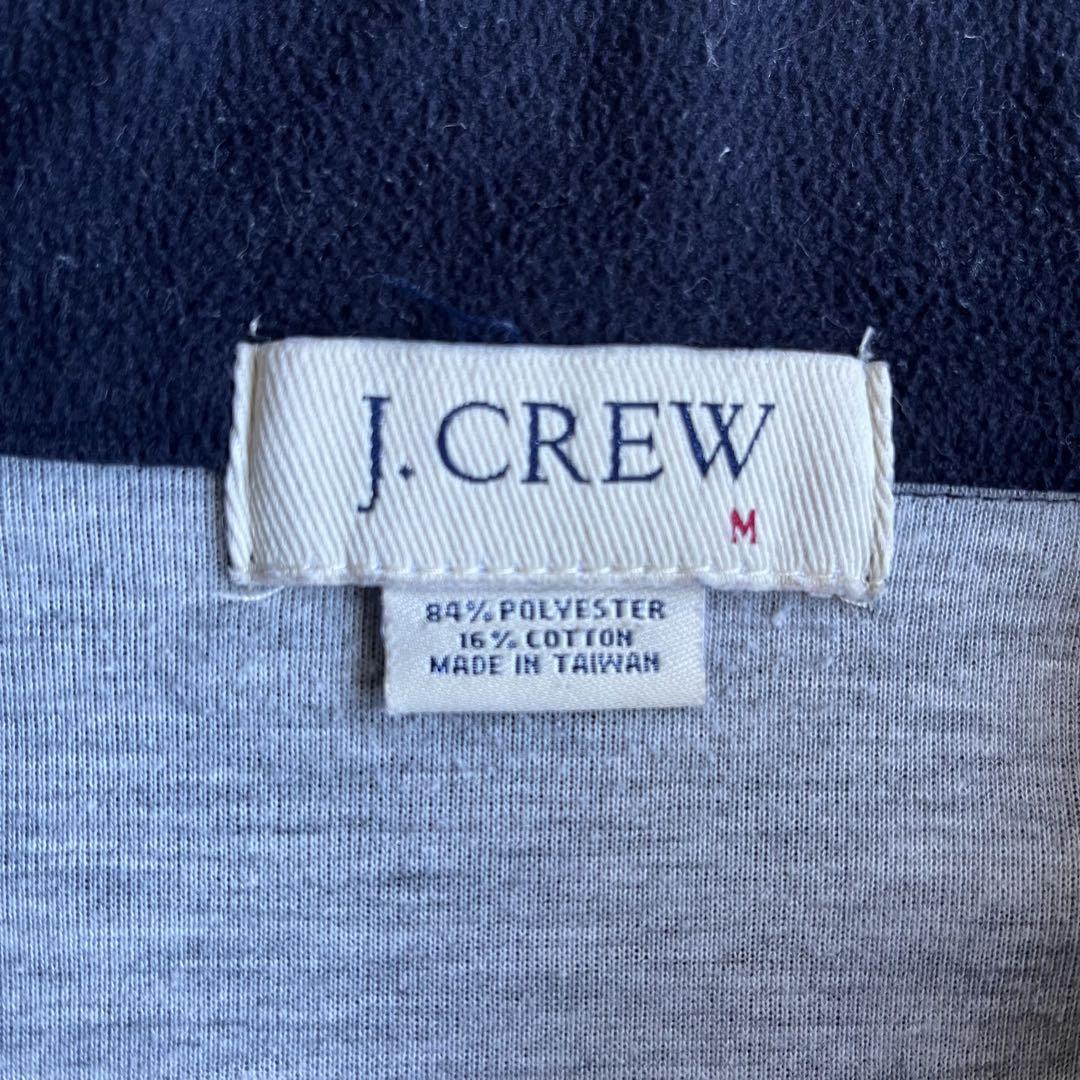 J. CREW
M
84% POLYESTER
16% COTTON
MADE IN TAIWAN